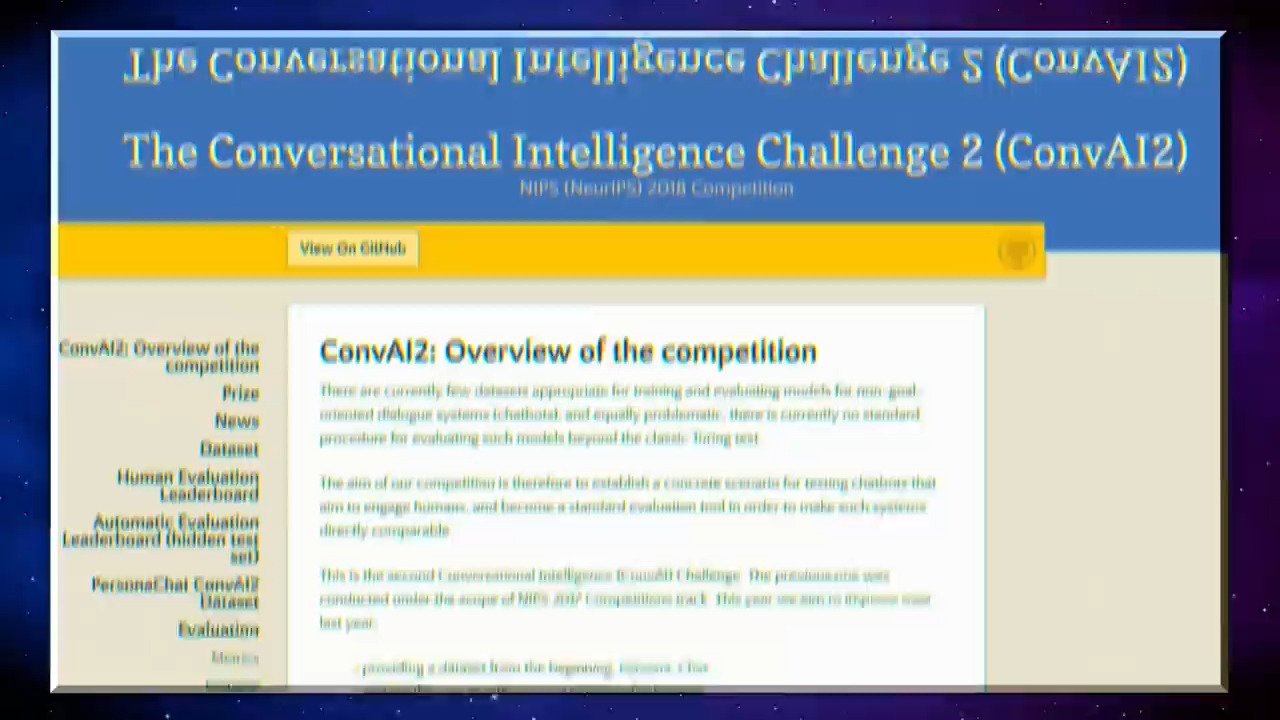 The Conversational Intelligence Challenge 2 (ConvAI2)
The Conversational Intelligence Challenge 2 (ConvAI2)
NIPS (NeurIPS) 2018 Competition
View On GitHub
ConvAI2: Overview of the
competition
Prize
News
Dataset
Human Evaluation
Leaderboard
Automatic Evaluation
Leaderboard (hidden test
set)
PersonaChat ConvAI2
Dataset
Evaluation
Metrics
ConvAI2: Overview of the competition
There are currently few datasets appropriate for training and evaluating models for non-goal-
oriented dialogue systems (chatbots), and equally problematic, there is currently no standard
procedure for evaluating such models beyond the classic Turing test.
The aim of our competition is therefore to establish a concrete scenario for testing chatbots that
aim to engage humans, and become a standard evaluation tool in order to make such systems
directly comparable.
This is the second Conversational Intelligence (ConvAI) Challenge. The previous one was
conducted under the scope of NIPS 2017 Competitions track. This year we aim to improve over
last year:
- providing a dataset from the beginning,